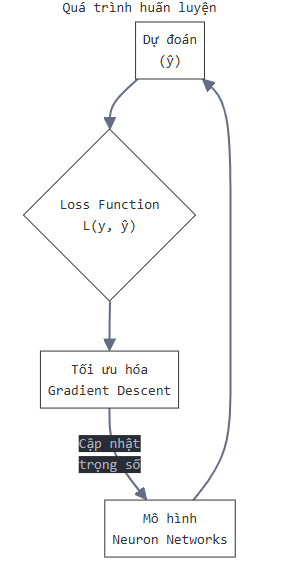 Quá trình huấn luyện
Dự đoán
(ŷ)
Loss Function
L(y, ŷ)
Tối ưu hóa
Gradient Descent
Cập nhật
trọng số
Mô hình
Neuron Networks